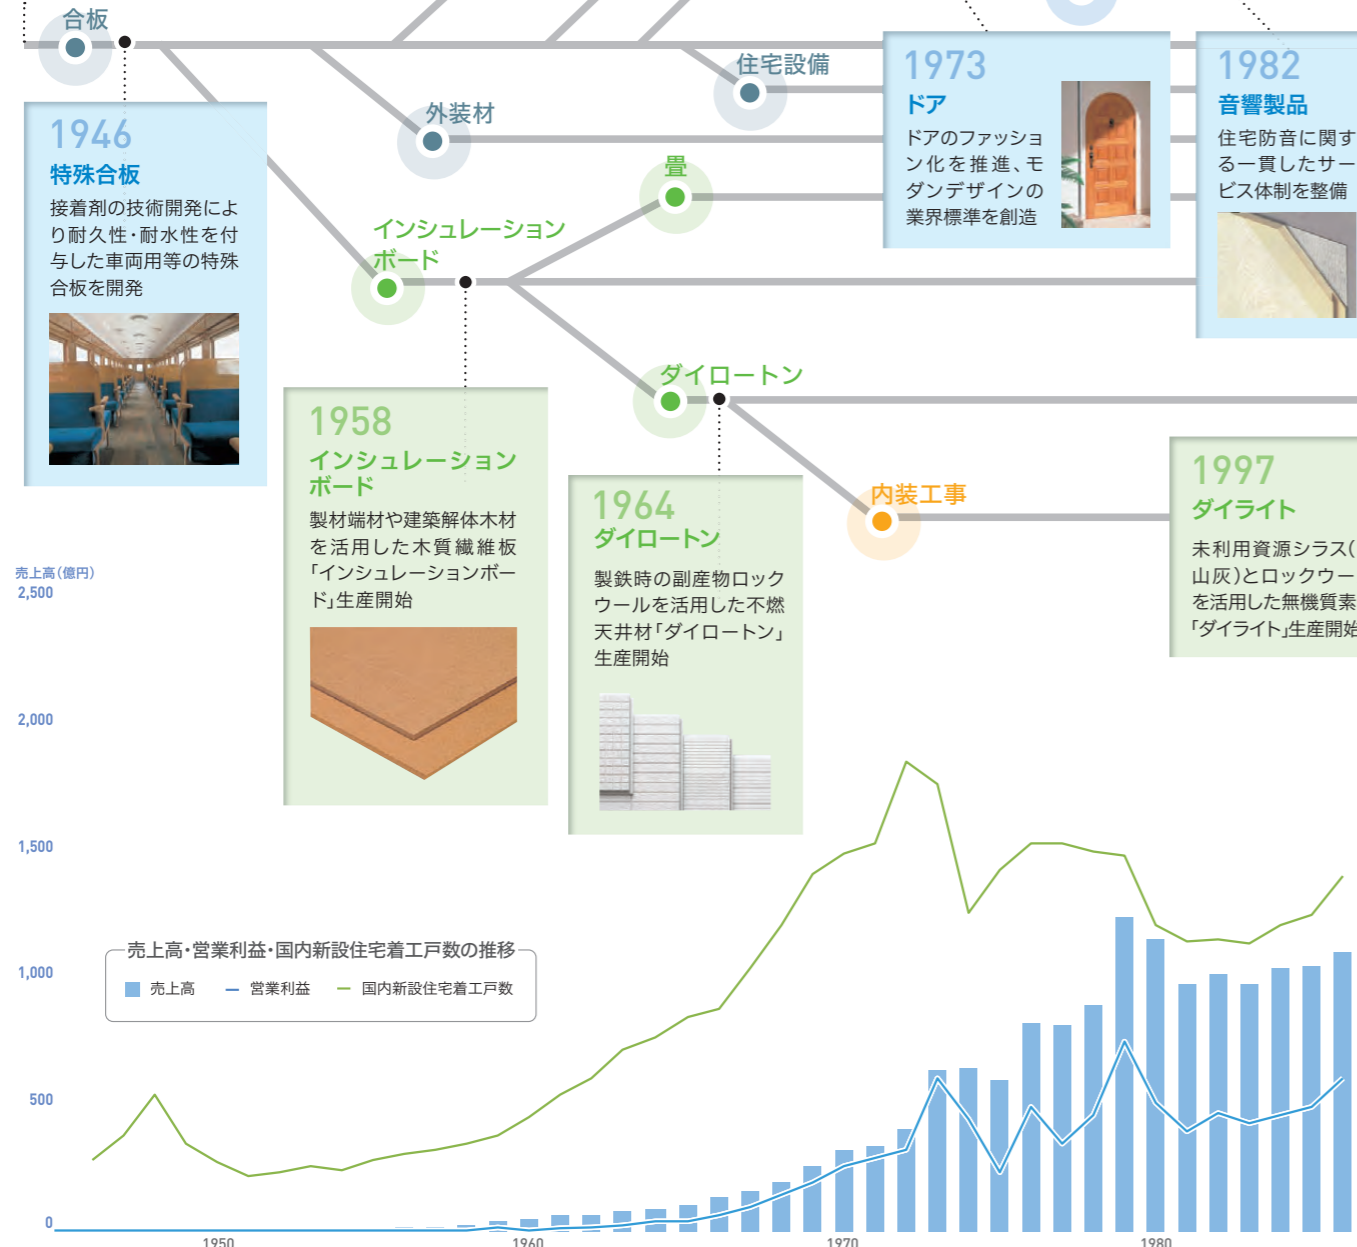 合板
住宅設備
外装材
畳
インシュレーション
ボード
ダイロートン
内装工事
1946
特殊合板
接着剤の技術開発によ
り耐久性・耐水性を付
与した車両用等の特殊
合板を開発
1958
インシュレーション
ボード
製材端材や建築解体木材
を活用した木質繊維板
「インシュレーションボー
ド」生産開始
1964
ダイロートン
製鉄時の副産物ロック
ウールを活用した不燃
天井材「ダイロートン」
生産開始
1973
ドア
ドアのファッショ
ン化を推進、モ
ダンデザインの
業界標準を創造
1982
音響製品
住宅防音に関す
る一貫したサー
ビス体制を整備
1997
ダイライト
未利用資源シラス(
山灰)とロックウー
を活用した無機質素
「ダイライト」生産開始
売上高(億円)
2,500
2,000
1,500
1,000
500
0
売上高・営業利益・国内新設住宅着工戸数の推移
売上高 営業利益 国内新設住宅着工戸数
1950 1960 1970 1980